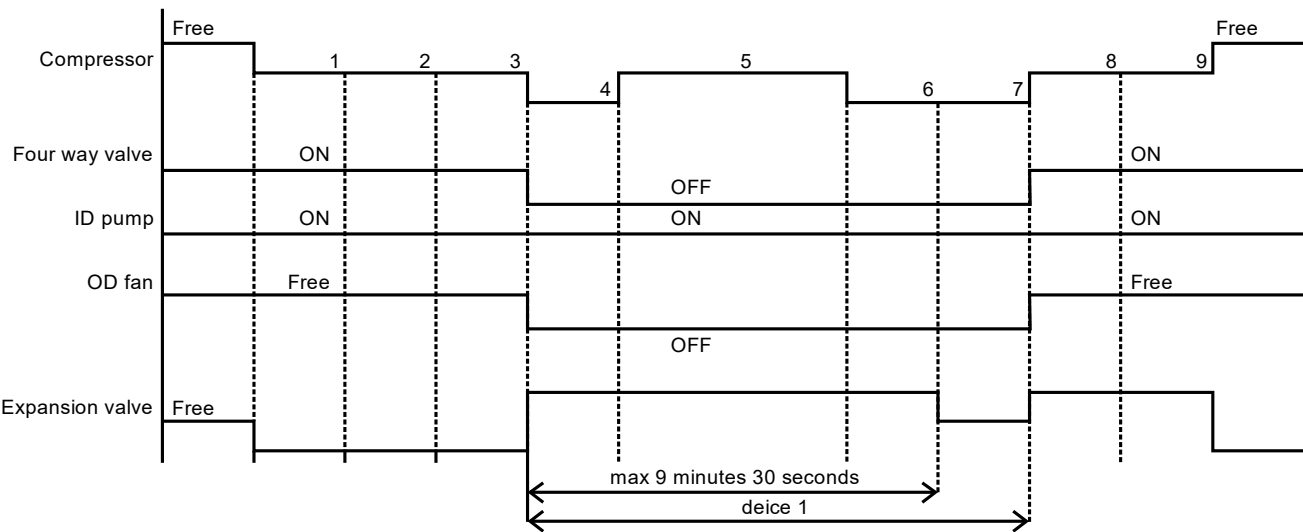 Free Free
Compressor 1 2 3 5 8 9
4 6 7
Four way valve ON ON
OFF
ID pump ON ON ON
OD fan Free Free
OFF
Expansion valve Free
max 9 minutes 30 seconds
deice 1